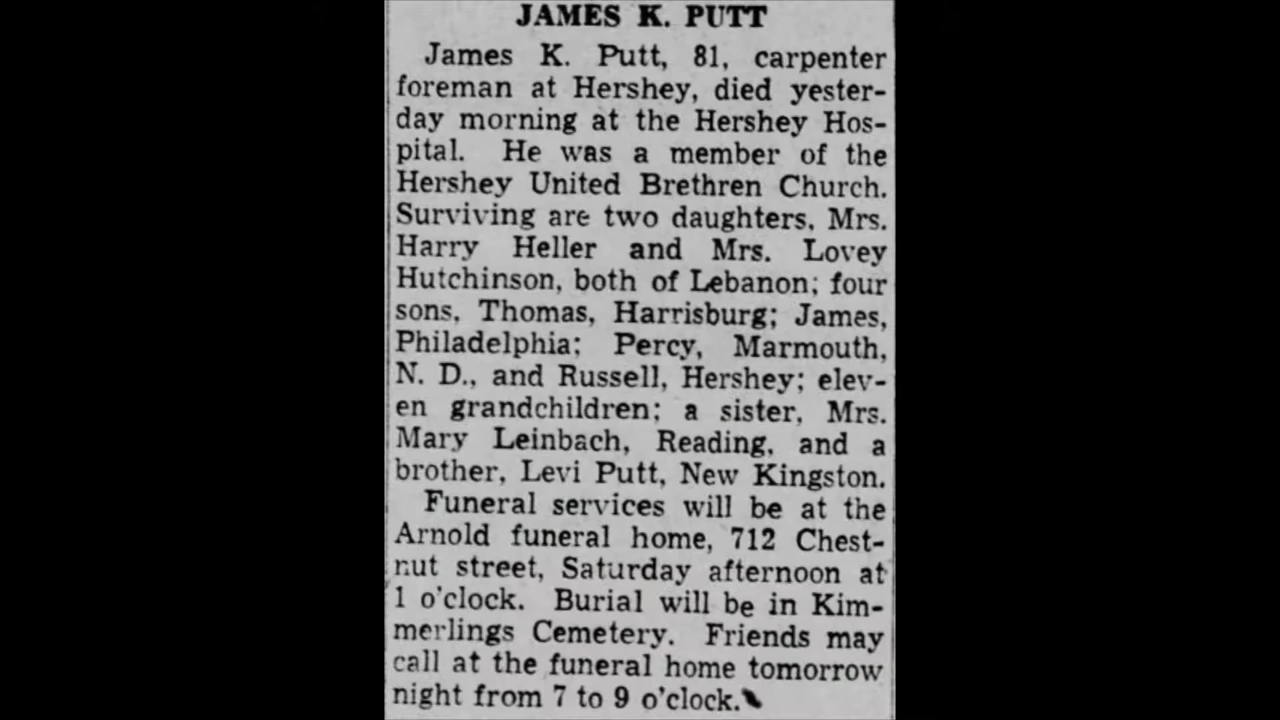 JAMES K. PUTT
James K. Putt, 81, carpenter
foreman at Hershey, died yester-
day morning at the Hershey Hos-
pital. He was a member of the
Hershey United Brethren Church.
Surviving are two daughters, Mrs.
Harry Heller and Mrs. Lovey
Hutchinson, both of Lebanon; four
sons, Thomas, Harrisburg; James,
Philadelphia; Percy, Marmouth,
N. D., and Russell, Hershey; elev-
en grandchildren; a sister, Mrs.
Mary Leinbach, Reading, and a
brother, Levi Putt, New Kingston.
Funeral services will be at the
Arnold funeral home, 712 Chest-
nut street, Saturday afternoon at
1 o'clock. Burial will be in Kim-
merlings Cemetery. Friends may
call at the funeral home tomorrow
night from 7 to 9 o'clock.